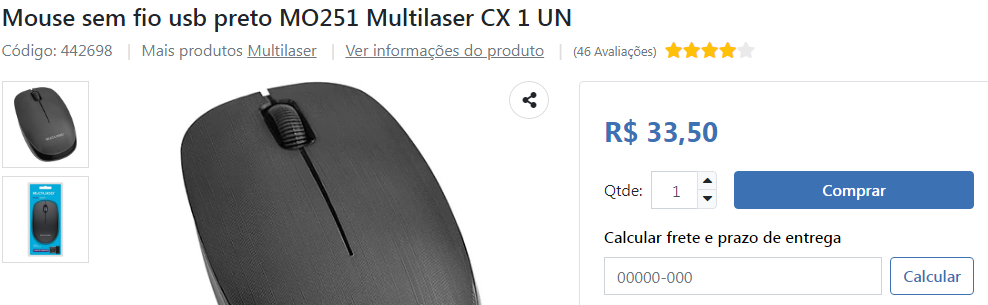 Mouse sem fio usb preto MO251 Multilaser CX 1 UN
Código: 442698 | Mais produtos Multilaser | Ver informações do produto | (46 Avaliações)
R$ 33,50
Qtde: 1 Comprar
Calcular frete e prazo de entrega
00000-000 Calcular